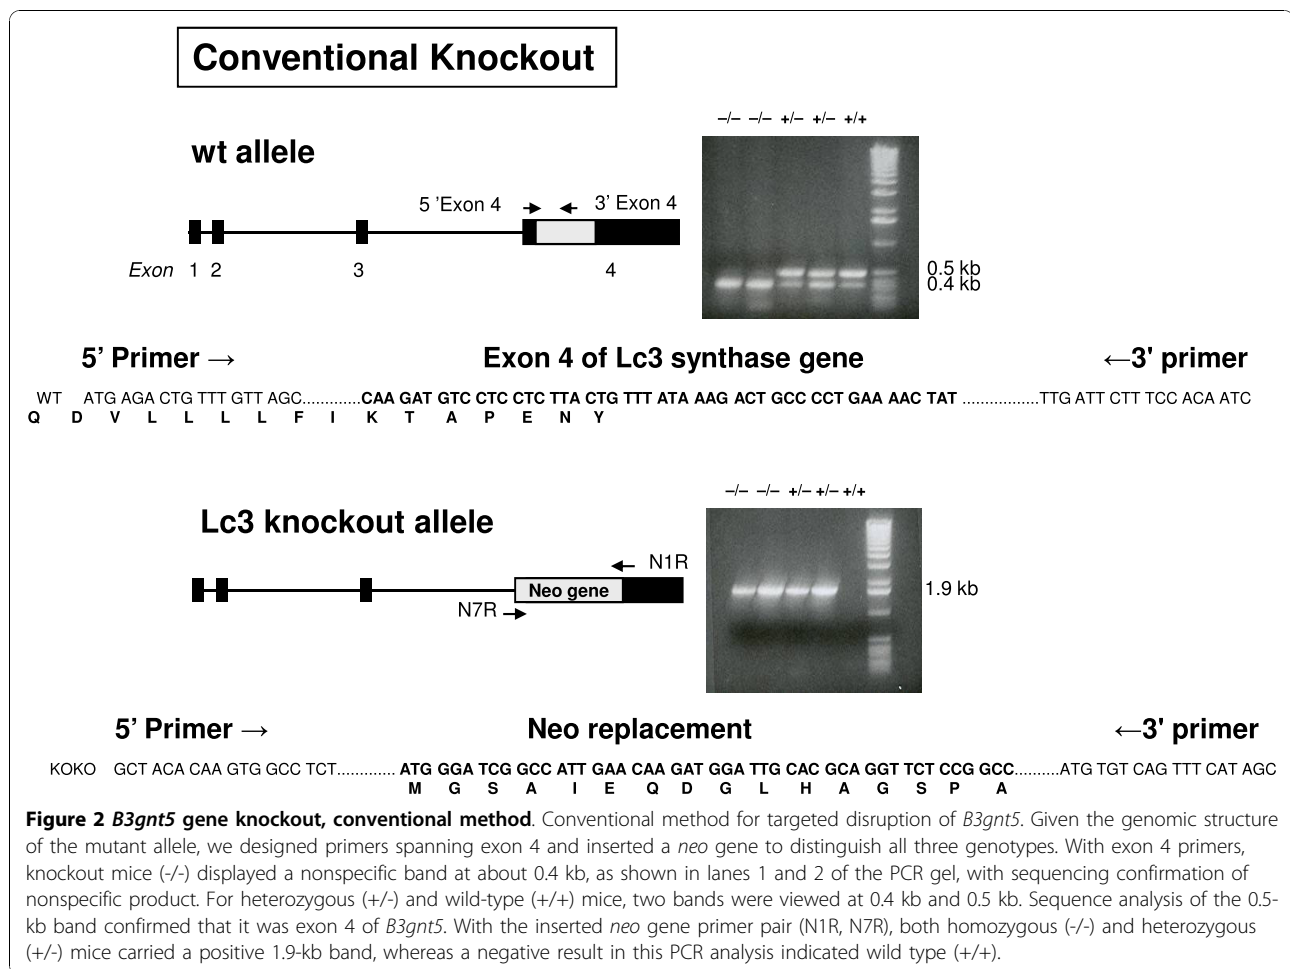 Conventional Knockout
–/– –/– +/– +/– +/+
wt allele
5 ’Exon 4
3’ Exon 4
Exon 1 2 3 4
0.5 kb
0.4 kb
5’ Primer →
Exon 4 of Lc3 synthase gene
←3' primer
WT ATG AGA CTG TTT GTT AGC............CAA GAT GTC CTC CTC TTA CTG TTT ATA AAG ACT GCC CCT GAA AAC TAT .................TTG ATT CTT TCC ACA ATC
Q D V L L L L F I K T A P E N Y
–/– –/– +/– +/– +/+
Lc3 knockout allele
N1R
Neo gene
N7R
1.9 kb
5’ Primer →
Neo replacement
←3' primer
KOKO GCT ACA CAA GTG GCC TCT............ ATG GGA TCG GCC ATT GAA CAA GAT GGA TTG CAC GCA GGT TCT CCG GCC..........ATG TGT CAG TTT CAT AGC
M G S A I E Q D G L H A G S P A
Figure 2 B3gnt5 gene knockout, conventional method. Conventional method for targeted disruption of B3gnt5. Given the genomic structure
of the mutant allele, we designed primers spanning exon 4 and inserted a neo gene to distinguish all three genotypes. With exon 4 primers,
knockout mice (-/-) displayed a nonspecific band at about 0.4 kb, as shown in lanes 1 and 2 of the PCR gel, with sequencing confirmation of
nonspecific product. For heterozygous (+/-) and wild-type (+/+) mice, two bands were viewed at 0.4 kb and 0.5 kb. Sequence analysis of the 0.5-
kb band confirmed that it was exon 4 of B3gnt5. With the inserted neo gene primer pair (N1R, N7R), both homozygous (-/-) and heterozygous
(+/-) mice carried a positive 1.9-kb band, whereas a negative result in this PCR analysis indicated wild type (+/+).